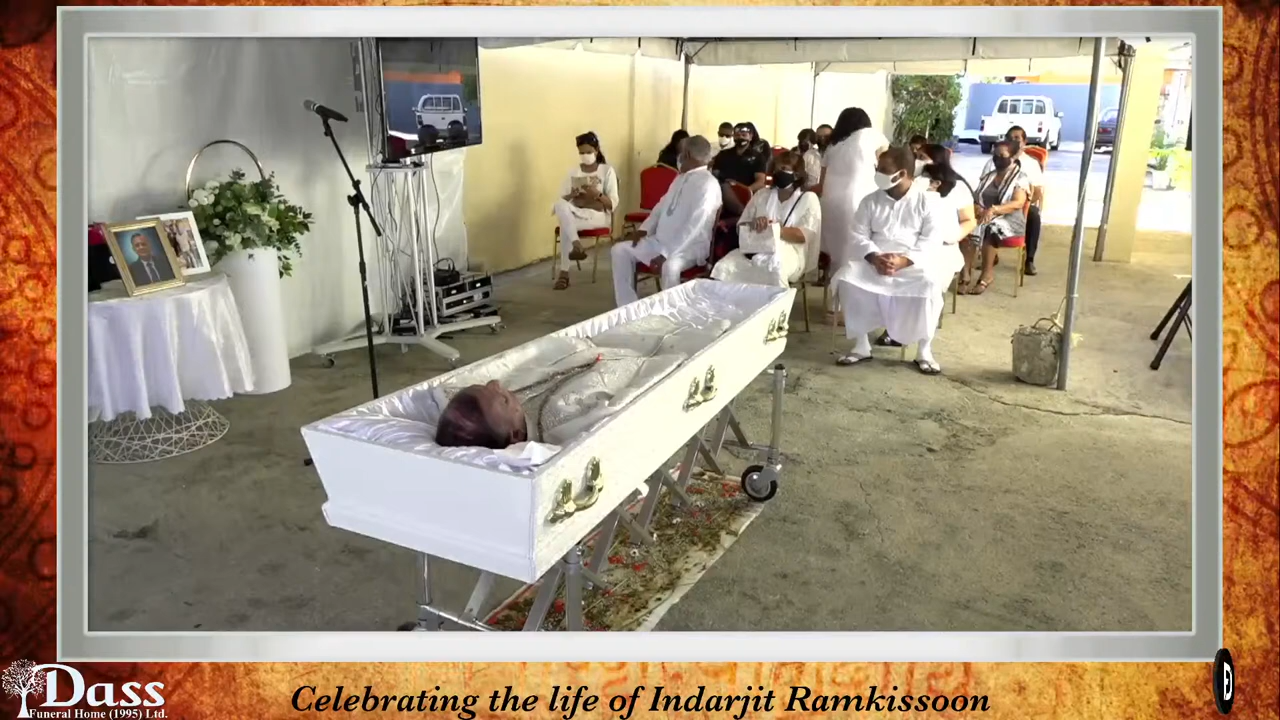 Dass
Funeral Home (1995) Ltd.
Celebrating the life of Indarjit Ramkissoon